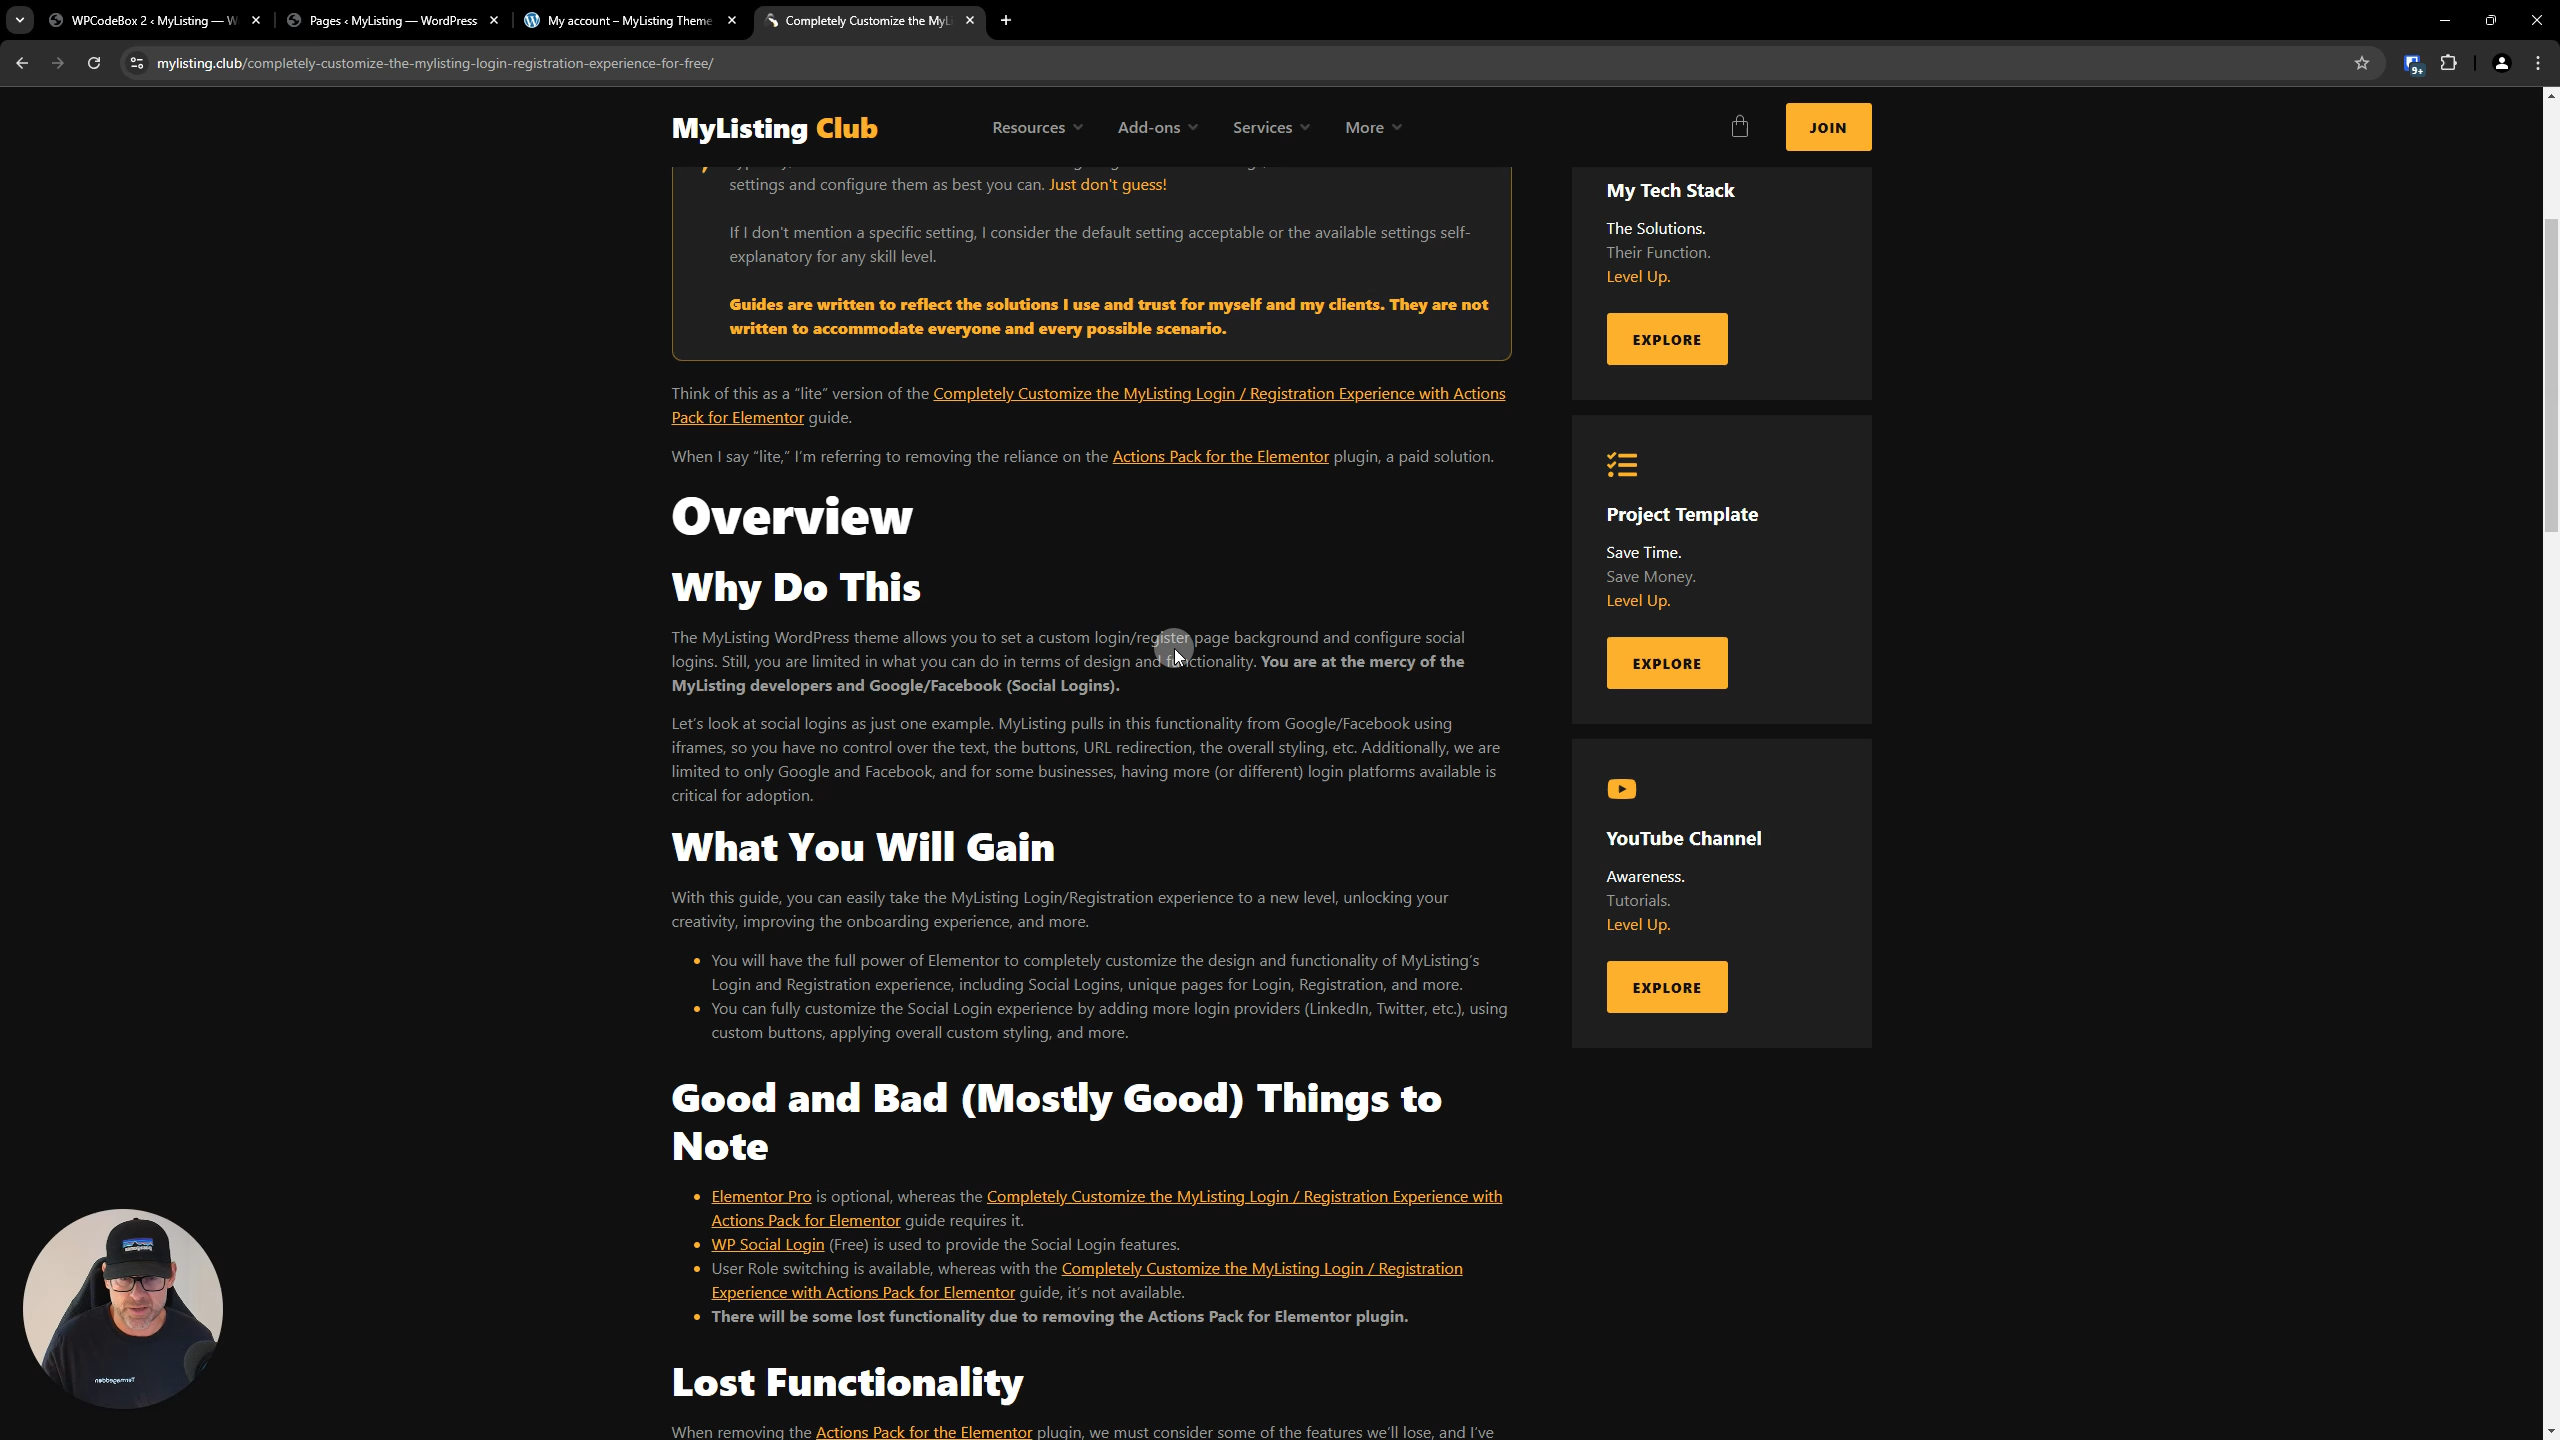 WPCodeBox 2 ‹ MyListing — W
Pages ‹ MyListing — WordPress
My account – MyListing Theme
Completely Customize the MyL
mylisting.club/completely-customize-the-mylisting-login-registration-experience-for-free/
9+
MyListing Club
Resources
Add-ons
Services
More
JOIN
settings and configure them as best you can. Just don't guess!
If I don't mention a specific setting, I consider the default setting acceptable or the available settings self-
explanatory for any skill level.
Guides are written to reflect the solutions I use and trust for myself and my clients. They are not
written to accommodate everyone and every possible scenario.
Think of this as a “lite” version of the Completely Customize the MyListing Login / Registration Experience with Actions
Pack for Elementor guide.
When I say “lite,” I’m referring to removing the reliance on the Actions Pack for the Elementor plugin, a paid solution.
Overview
Why Do This
The MyListing WordPress theme allows you to set a custom login/register page background and configure social
logins. Still, you are limited in what you can do in terms of design and functionality. You are at the mercy of the
MyListing developers and Google/Facebook (Social Logins).
Let’s look at social logins as just one example. MyListing pulls in this functionality from Google/Facebook using
iframes, so you have no control over the text, the buttons, URL redirection, the overall styling, etc. Additionally, we are
limited to only Google and Facebook, and for some businesses, having more (or different) login platforms available is
critical for adoption.
What You Will Gain
With this guide, you can easily take the MyListing Login/Registration experience to a new level, unlocking your
creativity, improving the onboarding experience, and more.
You will have the full power of Elementor to completely customize the design and functionality of MyListing’s
Login and Registration experience, including Social Logins, unique pages for Login, Registration, and more.
You can fully customize the Social Login experience by adding more login providers (LinkedIn, Twitter, etc.), using
custom buttons, applying overall custom styling, and more.
Good and Bad (Mostly Good) Things to
Note
Elementor Pro is optional, whereas the Completely Customize the MyListing Login / Registration Experience with
Actions Pack for Elementor guide requires it.
WP Social Login (Free) is used to provide the Social Login features.
User Role switching is available, whereas with the Completely Customize the MyListing Login / Registration
Experience with Actions Pack for Elementor guide, it’s not available.
There will be some lost functionality due to removing the Actions Pack for Elementor plugin.
Lost Functionality
When removing the Actions Pack for the Elementor plugin, we must consider some of the features we’ll lose, and I’ve
My Tech Stack
The Solutions.
Their Function.
Level Up.
EXPLORE
Project Template
Save Time.
Save Money.
Level Up.
EXPLORE
YouTube Channel
Awareness.
Tutorials.
Level Up.
EXPLORE